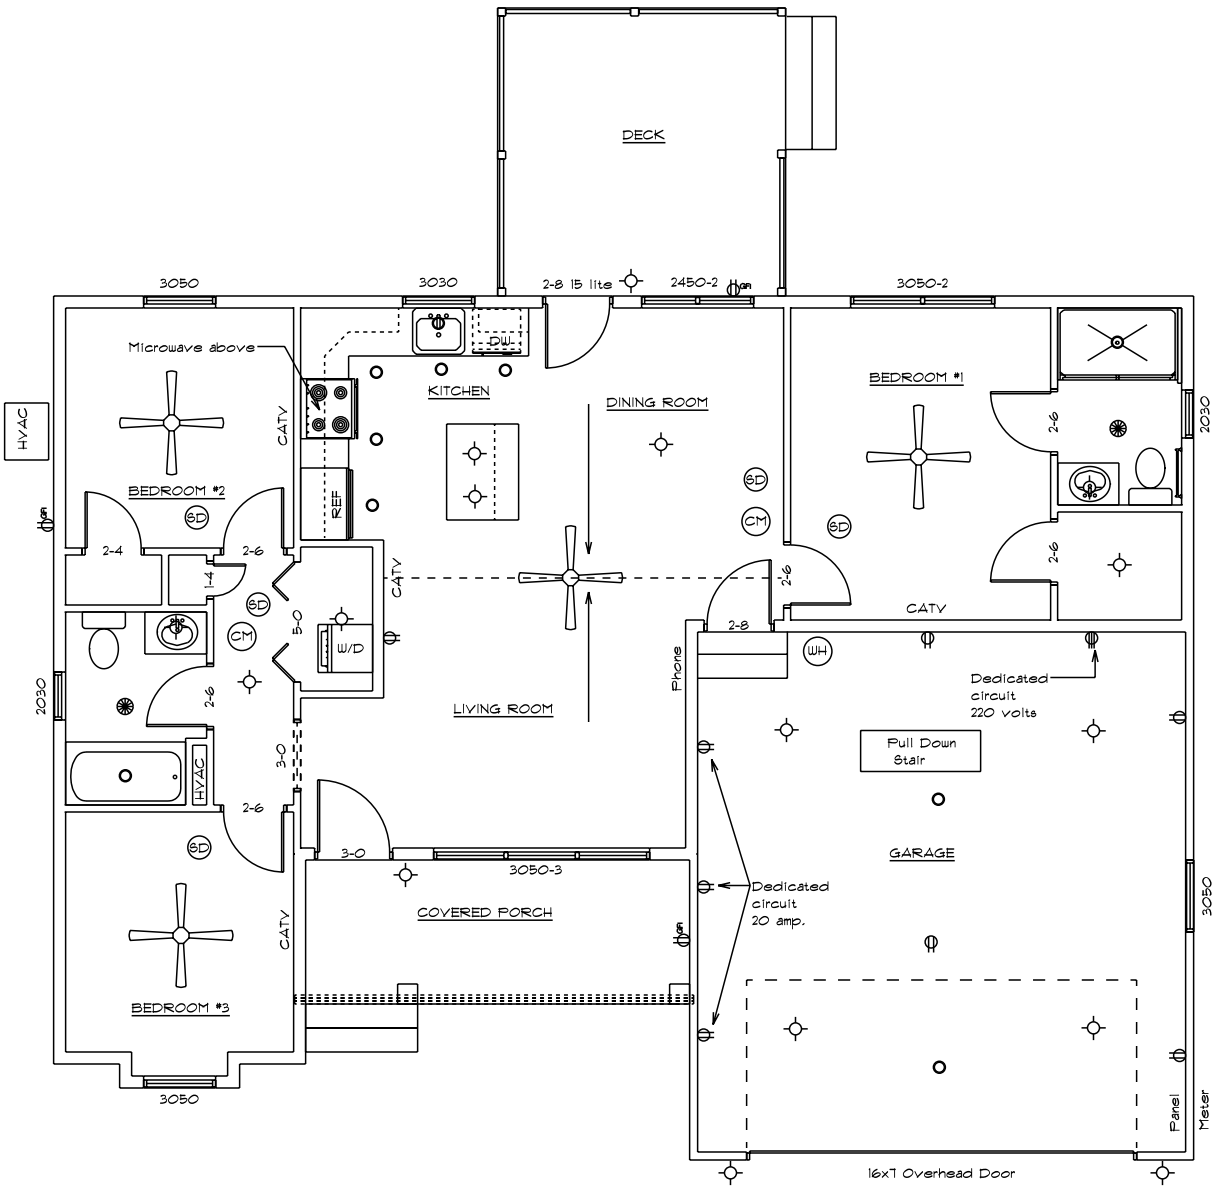 DECK
3050
3030
2-8 15 lite
2450-2
GFI
3050-2
Microwave above
DW
KITCHEN
DINING ROOM
BEDROOM #1
HVAC
CATV
2-6
2030
BEDROOM #2
REF
SD
SD
CM
SD
GFI
SD
2-4
2-6
1-4
2-6
2-6
CATV
SD
CM
5-0
W/D
CATV
2-8
WH
Phone
Dedicated
circuit
220 volts
2030
2-6
LIVING ROOM
3-0
HVAC
Pull Down
Stair
2-6
SD
3-0
3050-3
GARAGE
3050
Dedicated
circuit
20 amp.
COVERED PORCH
CATV
GFI
BEDROOM #3
3050
Panel
Meter
16x7 Overhead Door